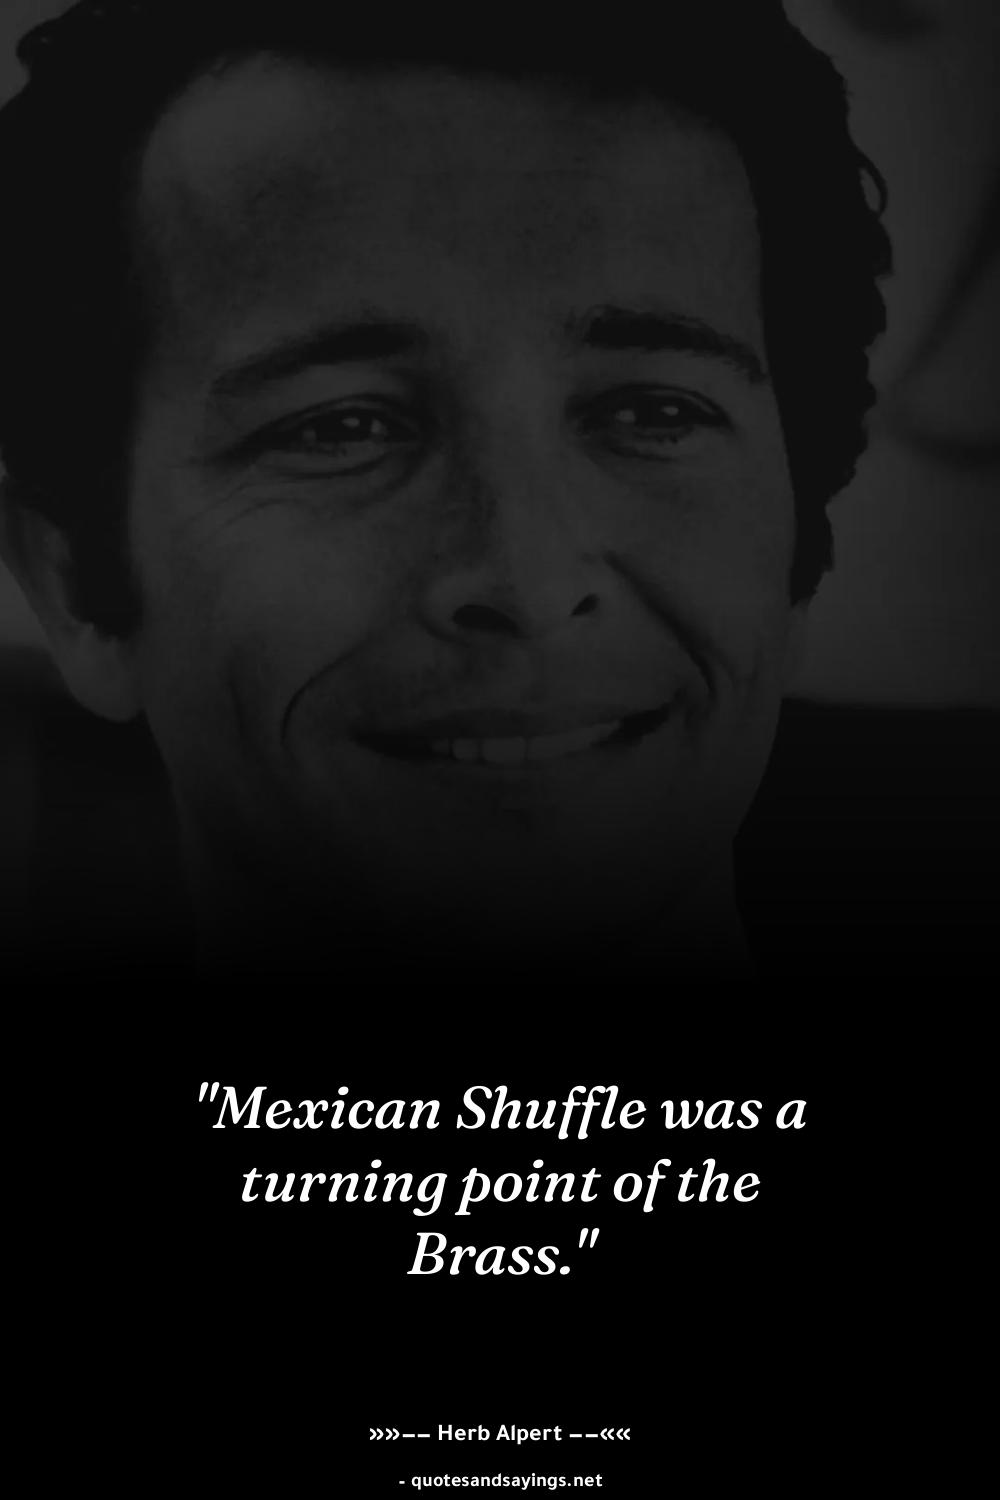 "Mexican Shuffle was a
turning point of the
Brass."
»»–– Herb Alpert ––««
- quotesandsayings.net